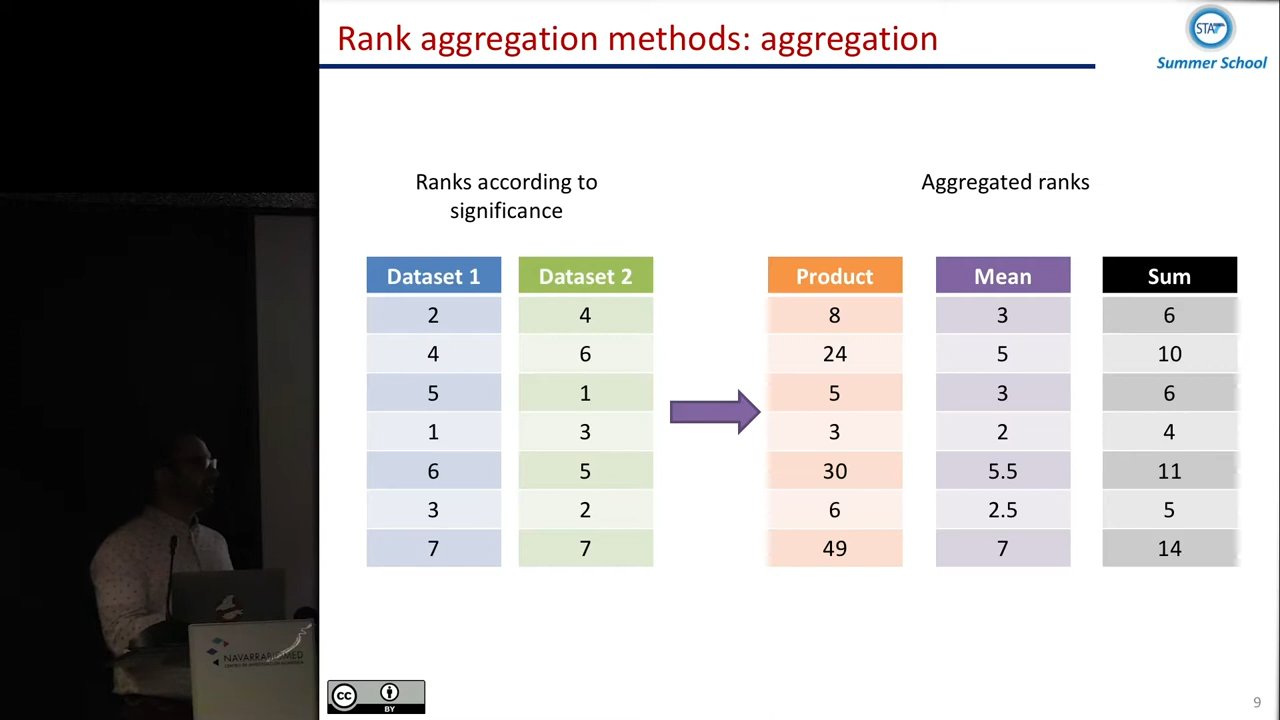 Rank aggregation methods: aggregation
STAT
Summer School
Ranks according to
significance
Aggregated ranks
Dataset 1 Dataset 2 Product Mean Sum
2 4 8 3 6
4 6 24 5 10
5 1 5 3 6
1 3 3 2 4
6 5 30 5.5 11
3 2 6 2.5 5
7 7 49 7 14
NAVARRABIOMED
cc BY
9